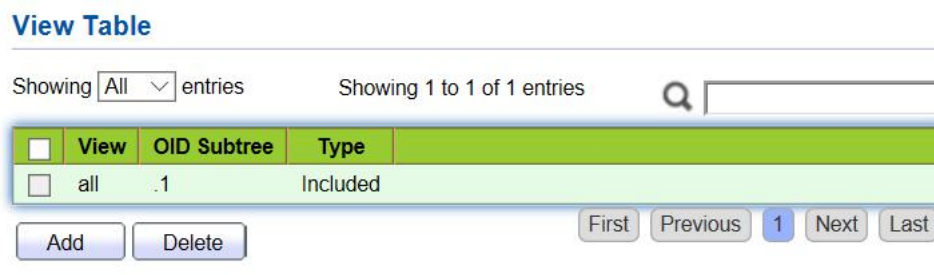 View Table
Showing All entries Showing 1 to 1 of 1 entries
View OID Subtree Type
all .1 Included
Add Delete First Previous 1 Next Last